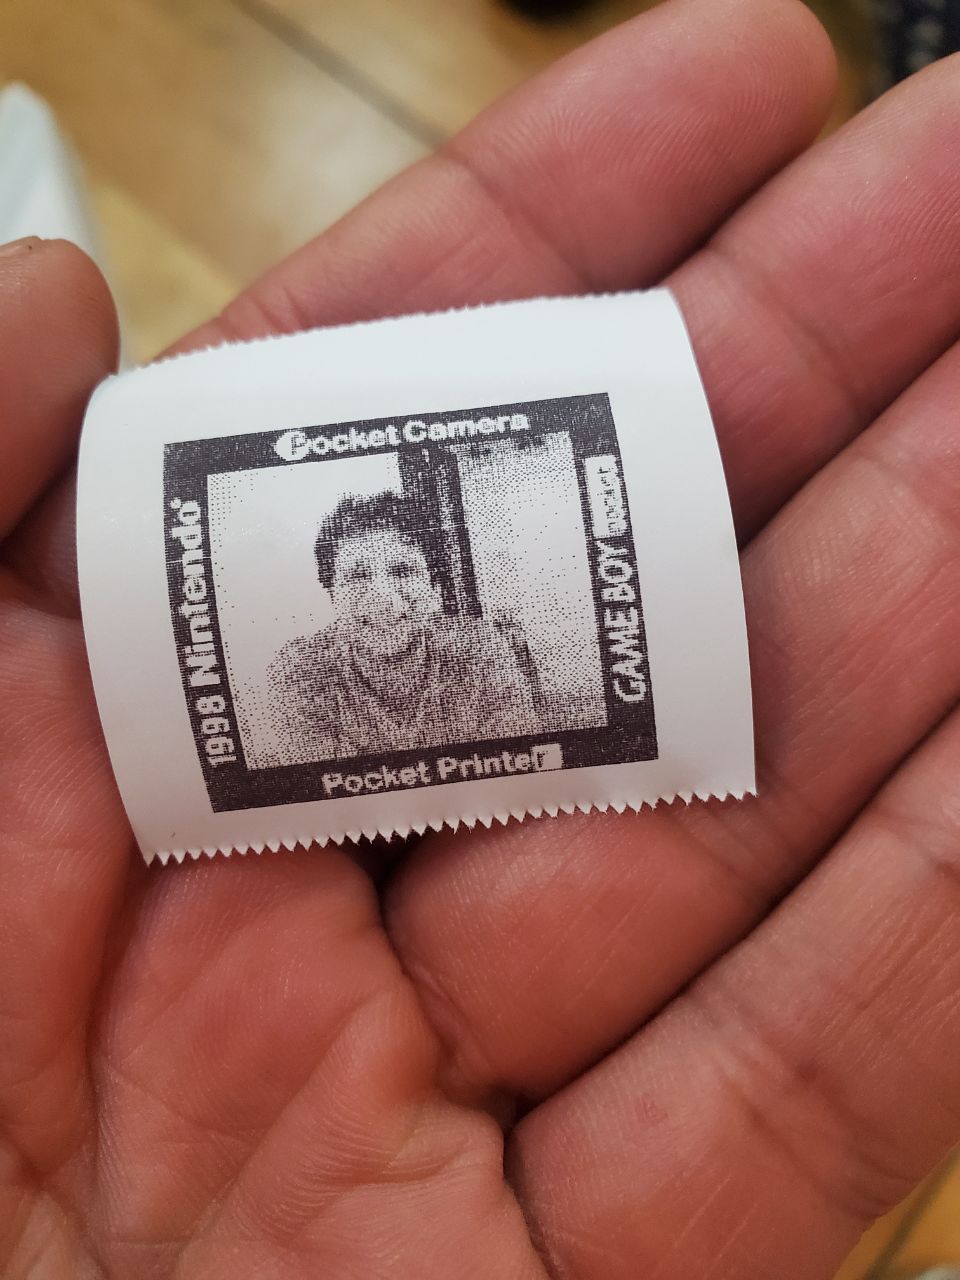 Pocket Camera
1998 Nintendo®
GAME BOY
Pocket Printer